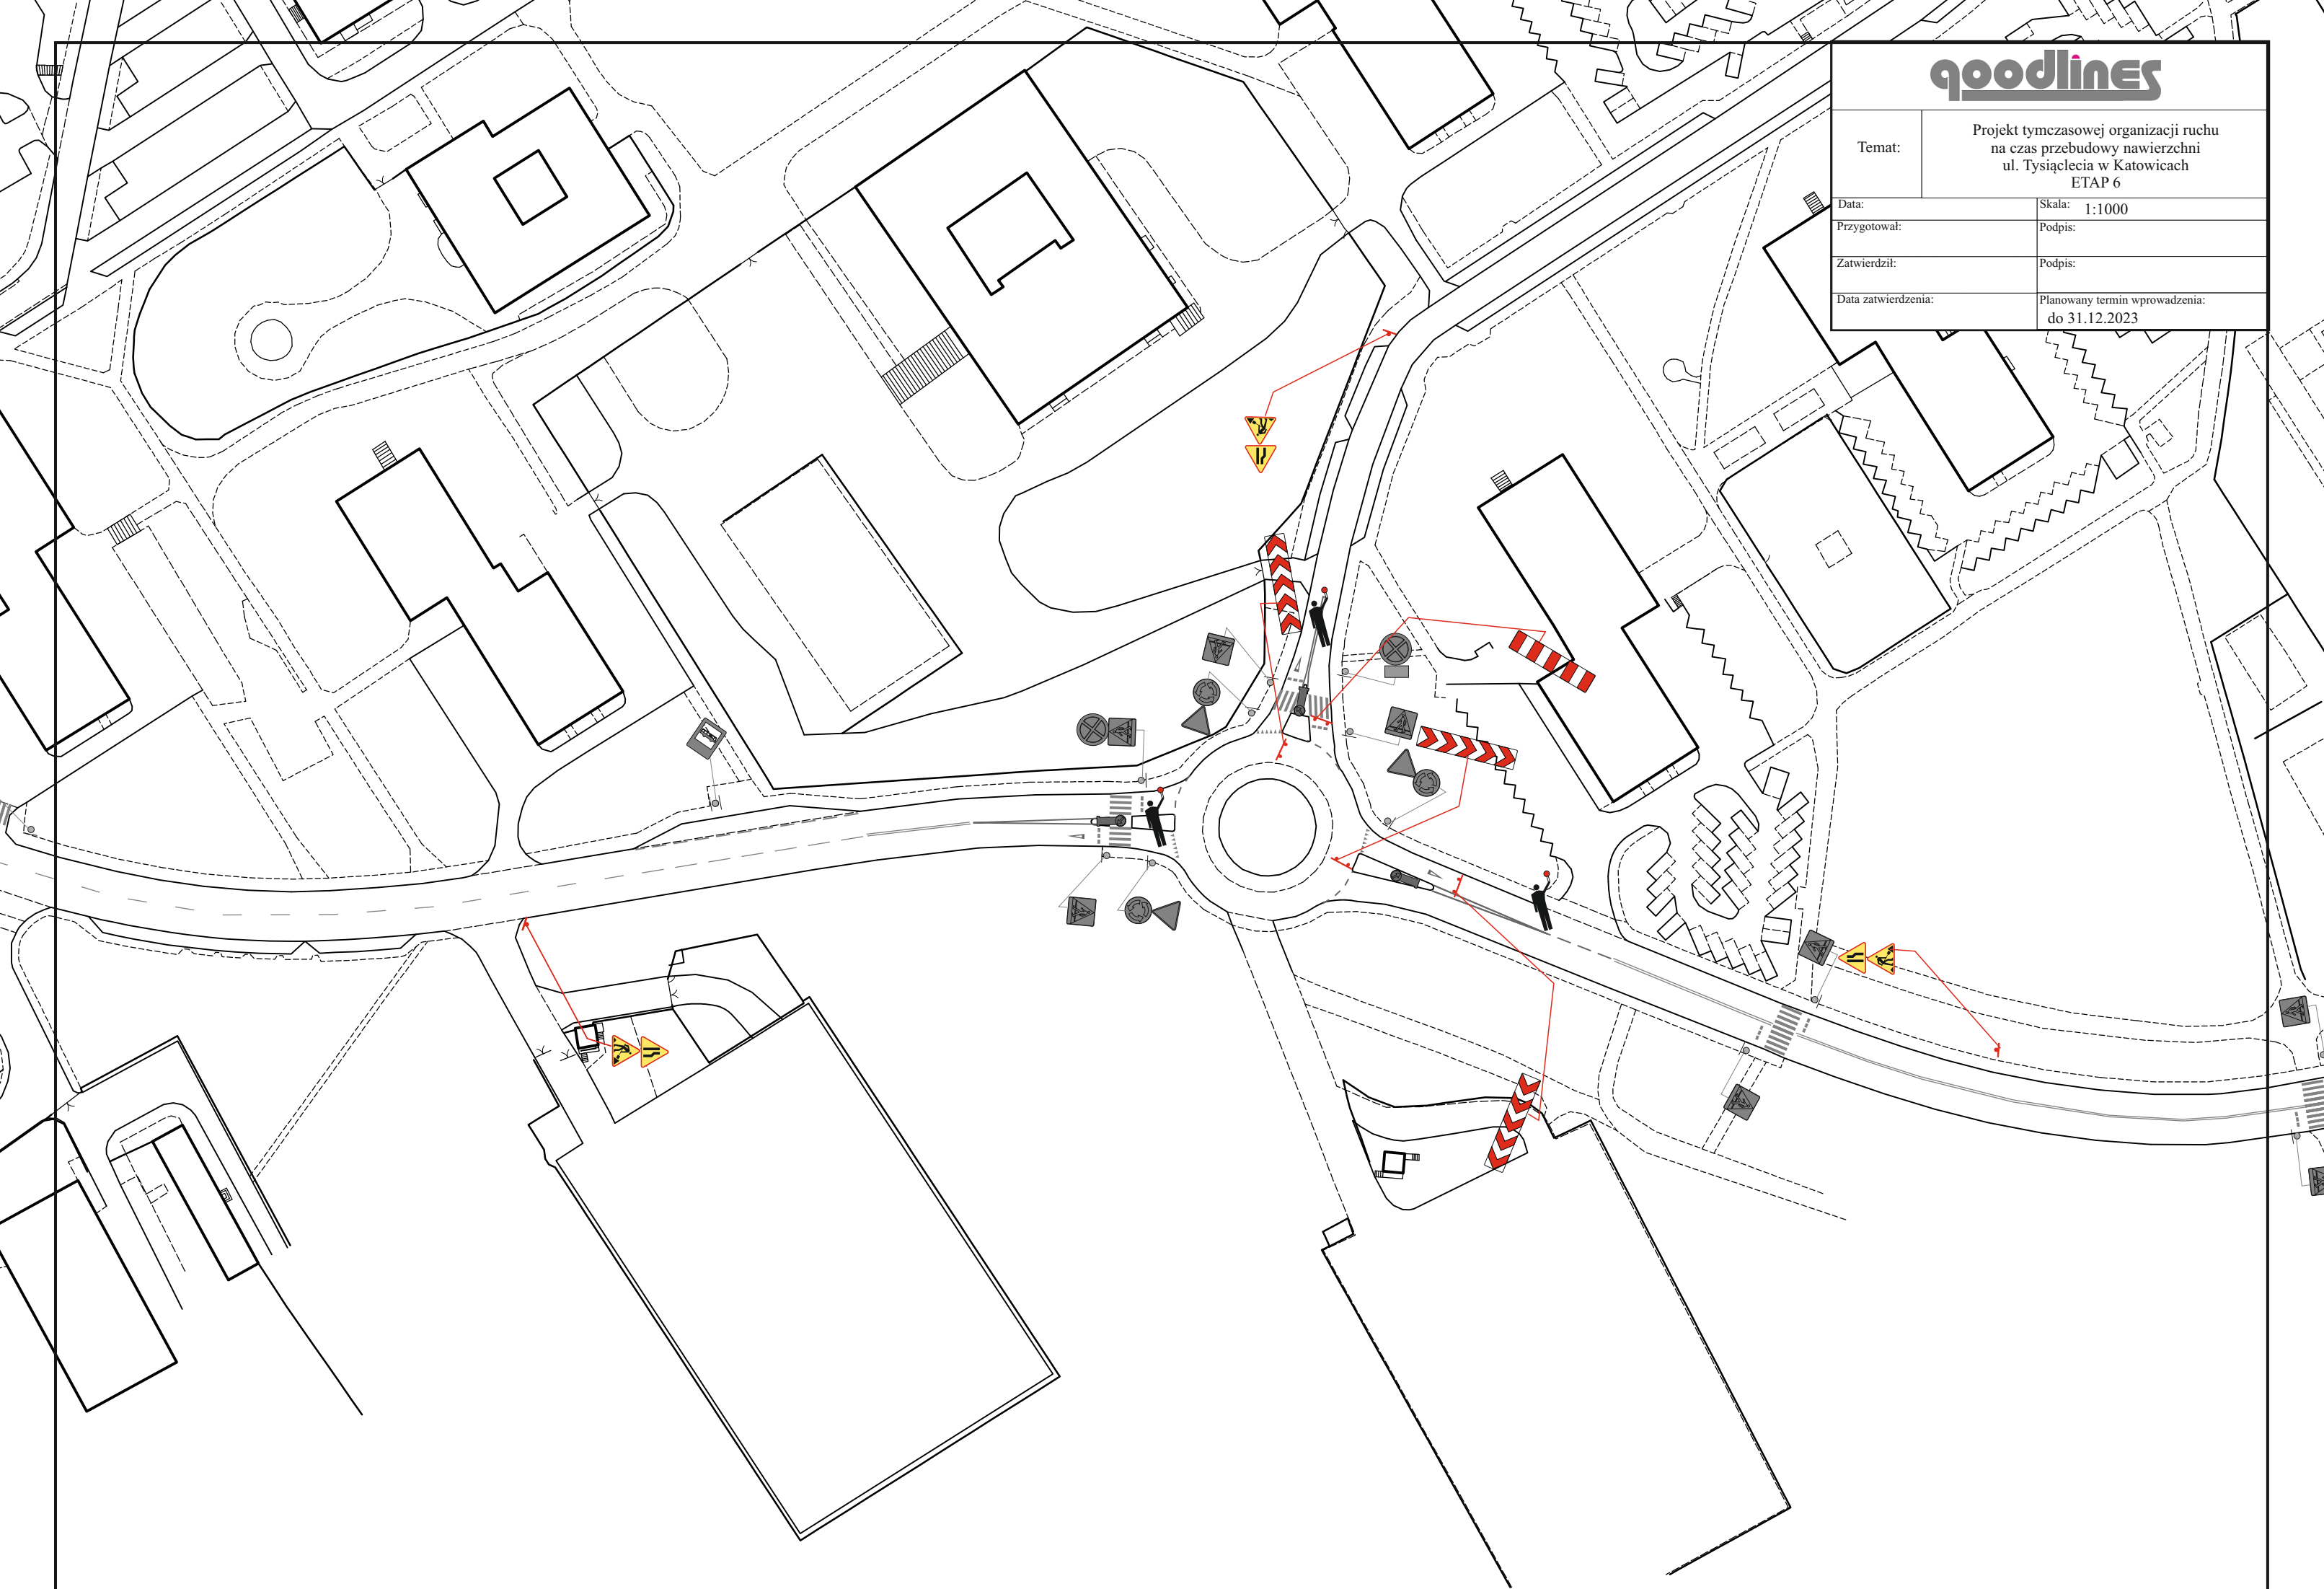 goodlines
Temat:
Projekt tymczasowej organizacji ruchu
na czas przebudowy nawierzchni
ul. Tysiąclecia w Katowicach
ETAP 6
Data:
Skala: 1:1000
Przygotował:
Podpis:
Zatwierdził:
Podpis:
Data zatwierdzenia:
Planowany termin wprowadzenia:
do 31.12.2023